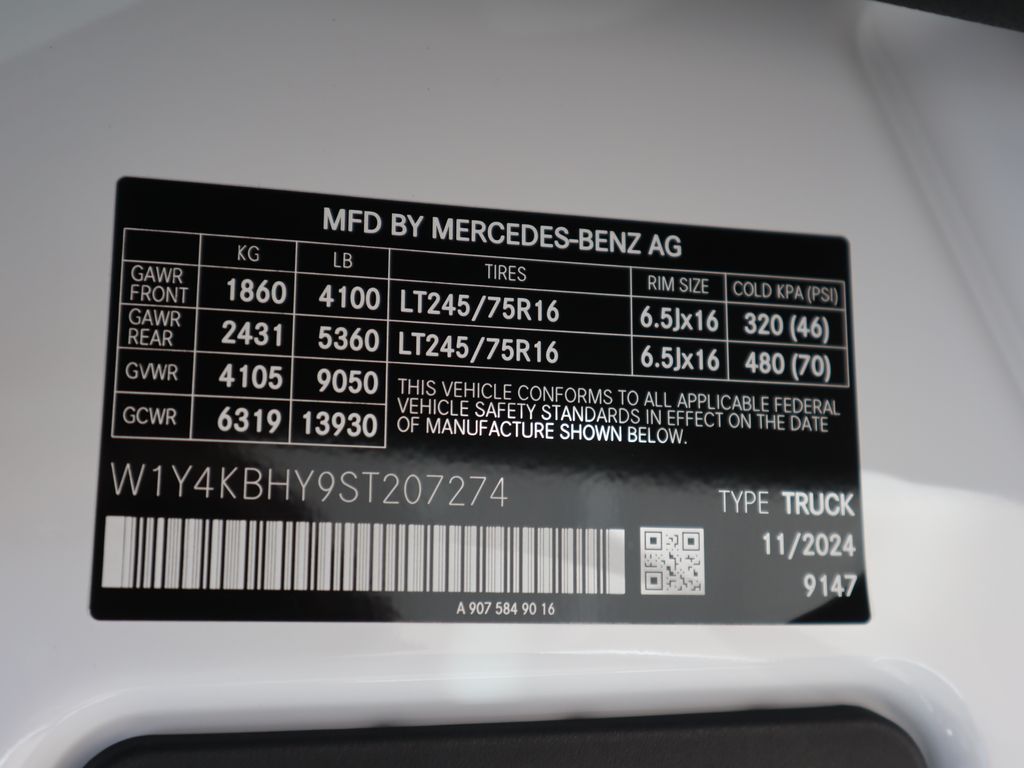 MFD BY MERCEDES-BENZ AG
KG LB TIRES RIM SIZE COLD KPA (PSI)
GAWR FRONT 1860 4100 LT245/75R16 6.5Jx16 320 (46)
GAWR REAR 2431 5360 LT245/75R16 6.5Jx16 480 (70)
GVWR 4105 9050
GCWR 6319 13930
THIS VEHICLE CONFORMS TO ALL APPLICABLE FEDERAL
VEHICLE SAFETY STANDARDS IN EFFECT ON THE DATE
OF MANUFACTURE SHOWN BELOW.
W1Y4KBHY9ST207274
TYPE TRUCK
11/2024
9147
A 907 584 90 16